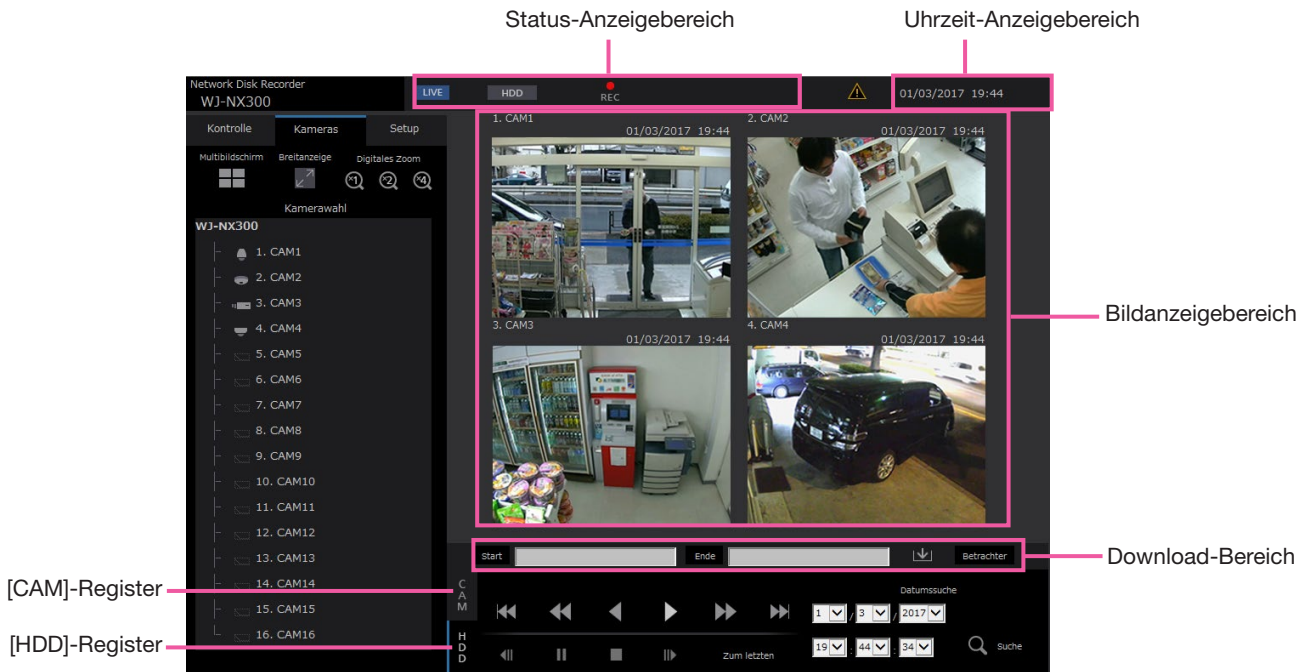 Status-Anzeigebereich
Uhrzeit-Anzeigebereich
Network Disk Recorder
WJ-NX300
LIVE
HDD
REC
01/03/2017 19:44
Kontrolle
Kameras
Setup
Multibildschirm
Breitanzeige
Digitales Zoom
x1
x2
x4
Kamerawahl
WJ-NX300
1. CAM1
2. CAM2
3. CAM3
4. CAM4
5. CAM5
6. CAM6
7. CAM7
8. CAM8
9. CAM9
10. CAM10
11. CAM11
12. CAM12
13. CAM13
14. CAM14
15. CAM15
16. CAM16
1. CAM1
01/03/2017 19:44
2. CAM2
01/03/2017 19:44
3. CAM3
01/03/2017 19:44
4. CAM4
01/03/2017 19:44
Bildanzeigebereich
Start
Ende
Betrachter
Download-Bereich
[CAM]-Register
CAM
[HDD]-Register
HDD
Datumssuche
1 / 3 / 2017
19 : 44 : 34
Suche
Zum letzten